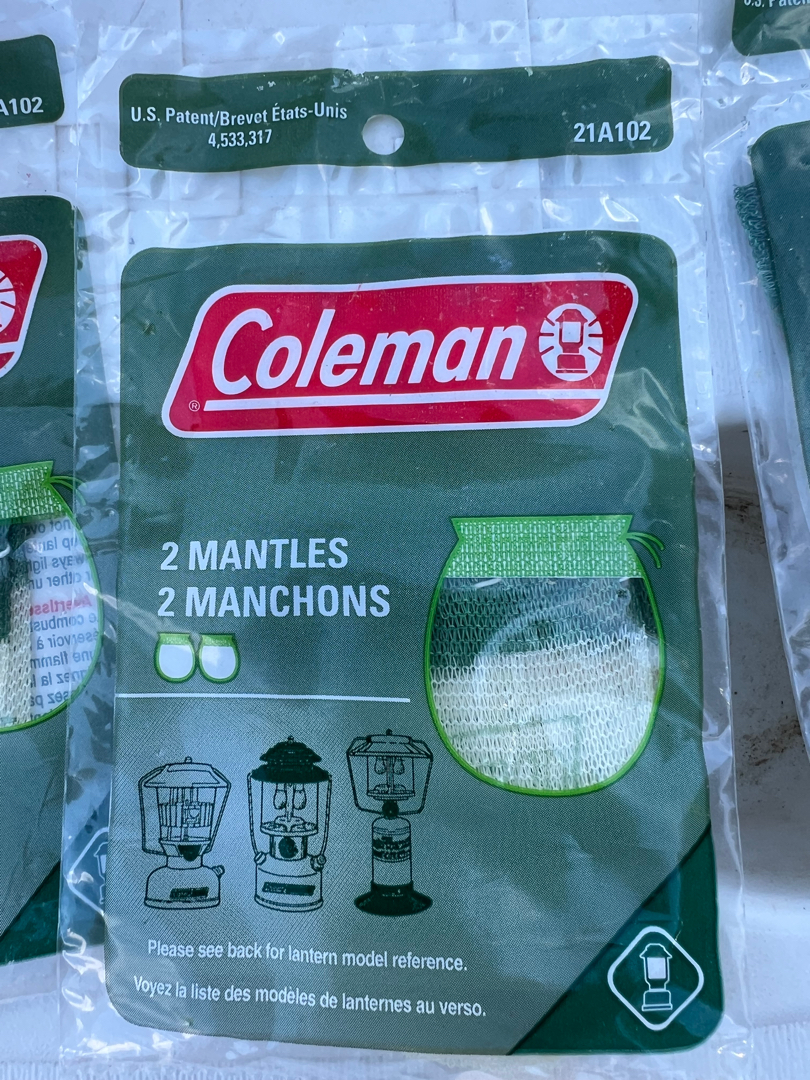 U.S. Patent/Brevet États-Unis
4,533,317
21A102
A102
Coleman
®
2 MANTLES
2 MANCHONS
Please see back for lantern model reference.
Voyez la liste des modèles de lanternes au verso.